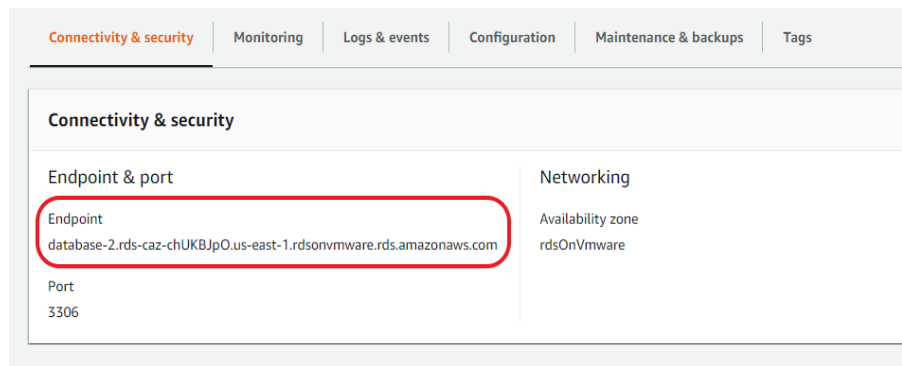 Connectivity & security
Monitoring
Logs & events
Configuration
Maintenance & backups
Tags
Connectivity & security
Endpoint & port
Endpoint
database-2.rds-caz-chUKBJpO.us-east-1.rdsonvmware.rds.amazonaws.com
Port
3306
Networking
Availability zone
rdsOnVmware